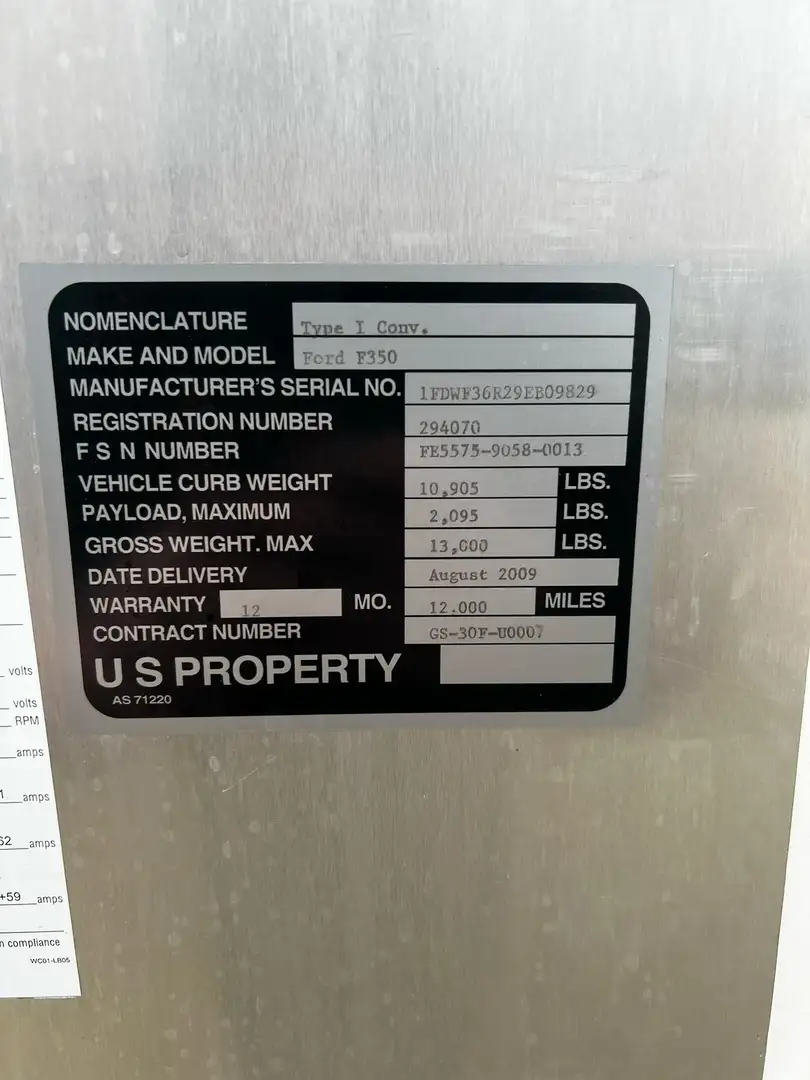 NOMENCLATURE Type I Conv.
MAKE AND MODEL Ford F350
MANUFACTURER'S SERIAL NO. 1FDWF36R29EB09829
REGISTRATION NUMBER 294070
F S N NUMBER FE5575-9058-0013
VEHICLE CURB WEIGHT 10,905 LBS.
PAYLOAD, MAXIMUM 2,095 LBS.
GROSS WEIGHT. MAX 13,000 LBS.
DATE DELIVERY August 2009
WARRANTY 12 MO. 12.000 MILES
CONTRACT NUMBER GS-30F-U0007
U S PROPERTY
AS 71220
volts
volts
RPM
amps
amps
amps
+59 amps
compliance
WC01-LB05